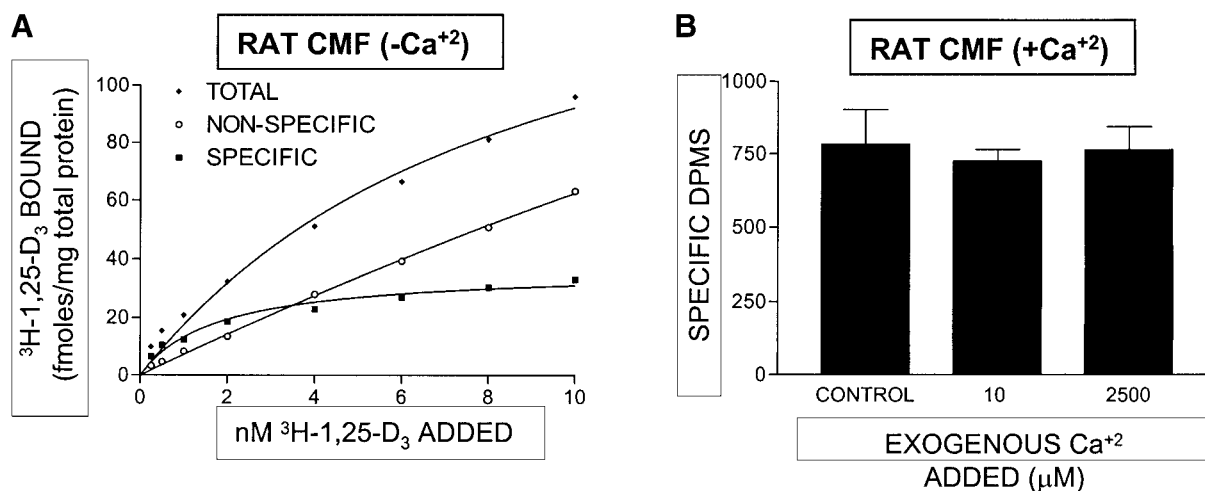 A
RAT CMF (-Ca⁺²)
³H-1,25-D₃ BOUND
(fmoles/mg total protein)
100
80
60
40
20
0
TOTAL
NON-SPECIFIC
SPECIFIC
0 2 4 6 8 10
nM ³H-1,25-D₃ ADDED
B
RAT CMF (+Ca⁺²)
SPECIFIC DPMS
1000
750
500
250
0
CONTROL 10 2500
EXOGENOUS Ca⁺²
ADDED (μM)